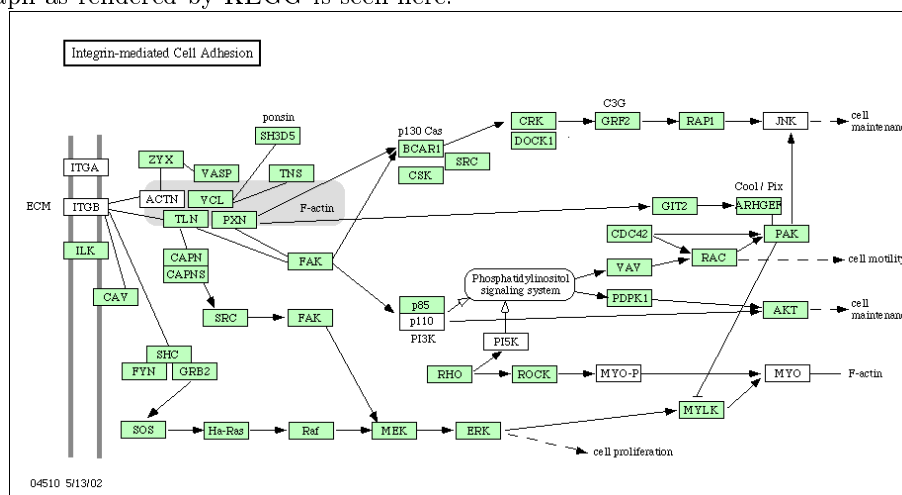 aph as rendered by KEGG is seen here.
Integrin-mediated Cell Adhesion
C3G
ponsin
p130 Cas
CRK
GRF2
RAP1
JNK
cell
maintenance
SH3D5
DOCK1
BCAR1
ZYX
SRC
ITGA
VASP
TNS
CSK
Cool / Pix
ECM
ITGB
ACTN
VCL
F-actin
GIT2
ARHGEF
TLN
PXN
CDC42
PAK
ILK
CAPN
FAK
RAC
cell motility
CAPNS
Phosphatidylinositol
signaling system
VAV
CAV
p85
PDPK1
SRC
FAK
p110
AKT
cell
maintenance
PI3K
PI5K
SHC
FYN
GRB2
RHO
ROCK
MYO-P
MYO
F-actin
MYLK
SOS
Ha-Ras
Raf
MEK
ERK
cell proliferation
04510 5/13/02